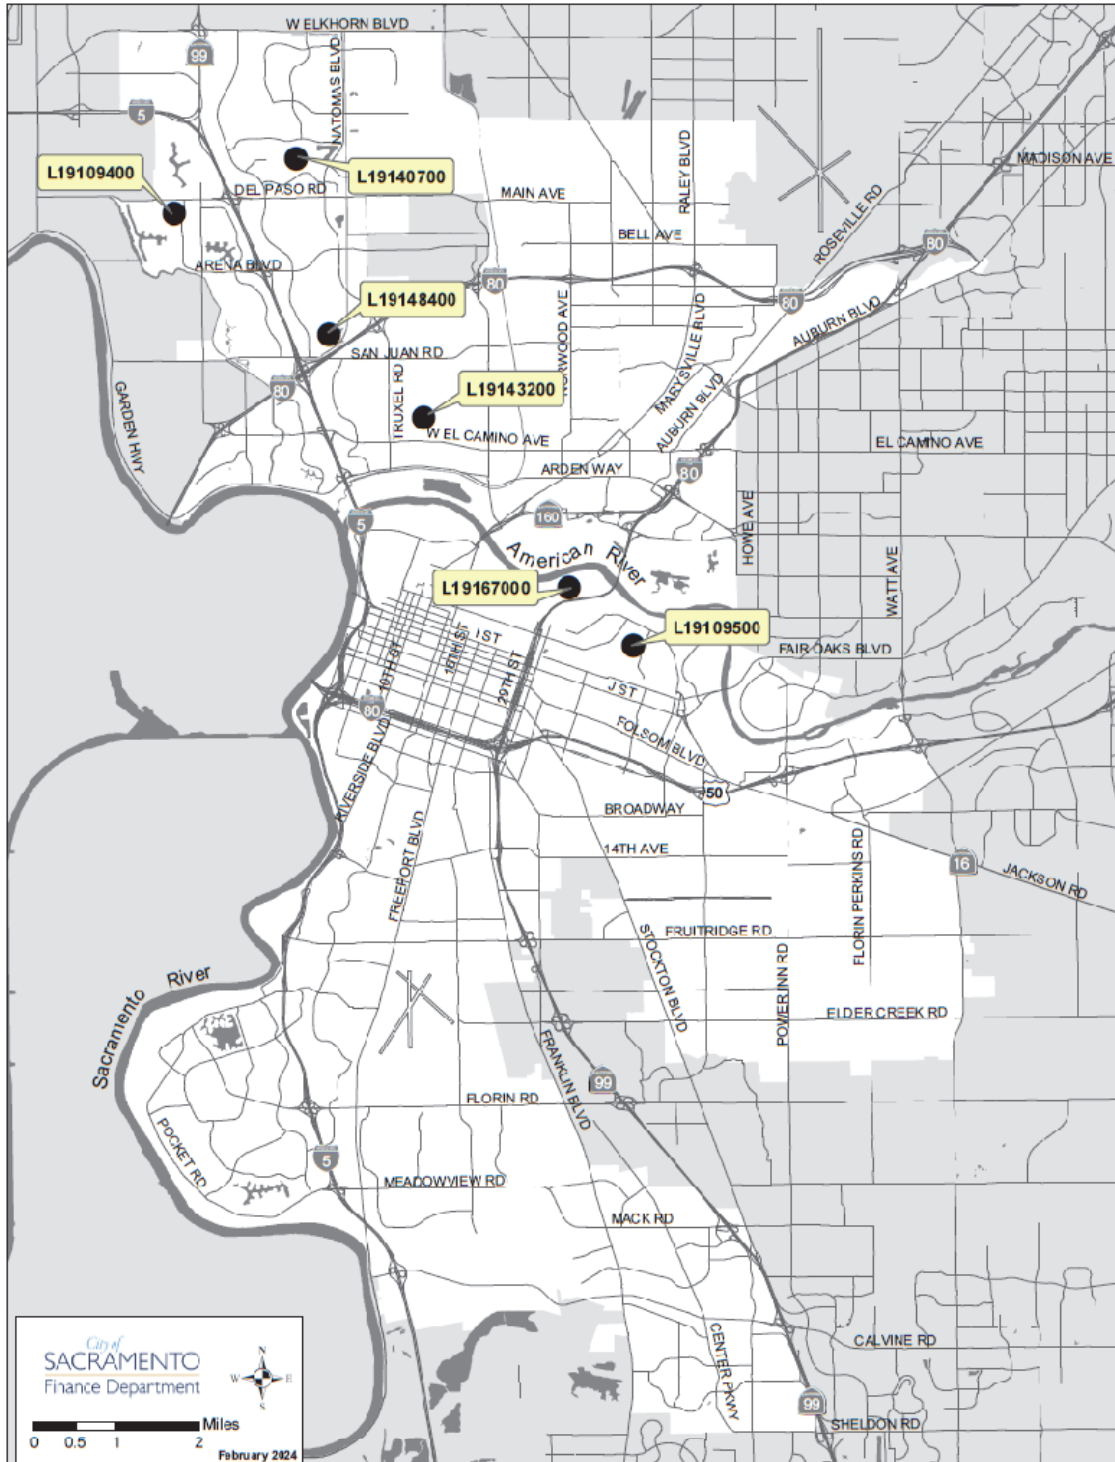 W ELKHORN BLVD
99
NATOMAS BLVD
5
L19109400
L19140700
DEL PASO RD
MAIN AVE
RALEY BLVD
MADISON AVE
ROSEVILLE RD
BELL AVE
80
ARENA BLVD
80
L19148400
80
NORWOOD AVE
MARYSVILLE BLVD
AUBURN BLVD
SAN JUAN RD
80
TRUXEL RD
L19143200
GARDEN HWY
AUBURN BLVD
W EL CAMINO AVE
EL CAMINO AVE
ARDEN WAY
80
160
5
HOWE AVE
American River
WATT AVE
L19167000
L19109500
I ST
16TH ST
10TH ST
29TH ST
FAIR OAKS BLVD
J ST
80
FOLSOM BLVD
RIVERSIDE BLVD
50
BROADWAY
FREEPORT BLVD
14TH AVE
FLORIN PERKINS RD
16
JACKSON RD
FRUITRIDGE RD
STOCKTON BLVD
POWER INN RD
Sacramento River
ELDER CREEK RD
FRANKLIN BLVD
99
FLORIN RD
POCKET RD
5
MEADOWVIEW RD
MACK RD
CENTER PKWY
CALVINE RD
99
SHELDON RD
City of
SACRAMENTO
Finance Department
N
W E
S
Miles
0 0.5 1 2
February 2024